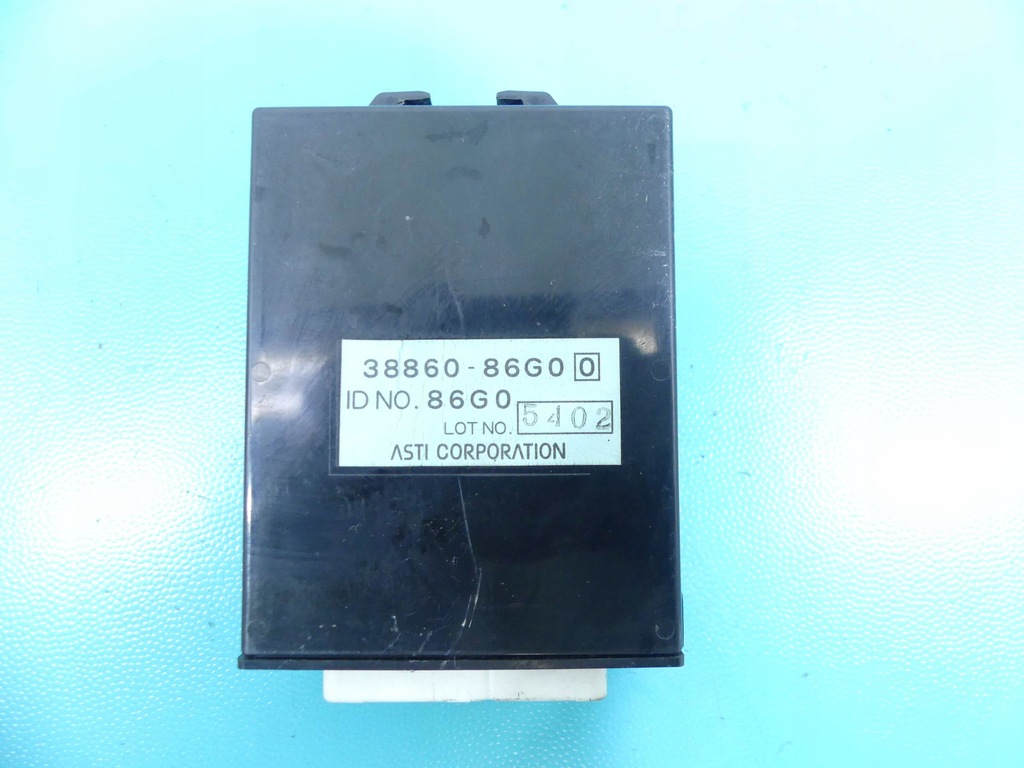 38860-86G0 0
ID NO. 86G0
LOT NO. 5402
ASTI CORPORATION